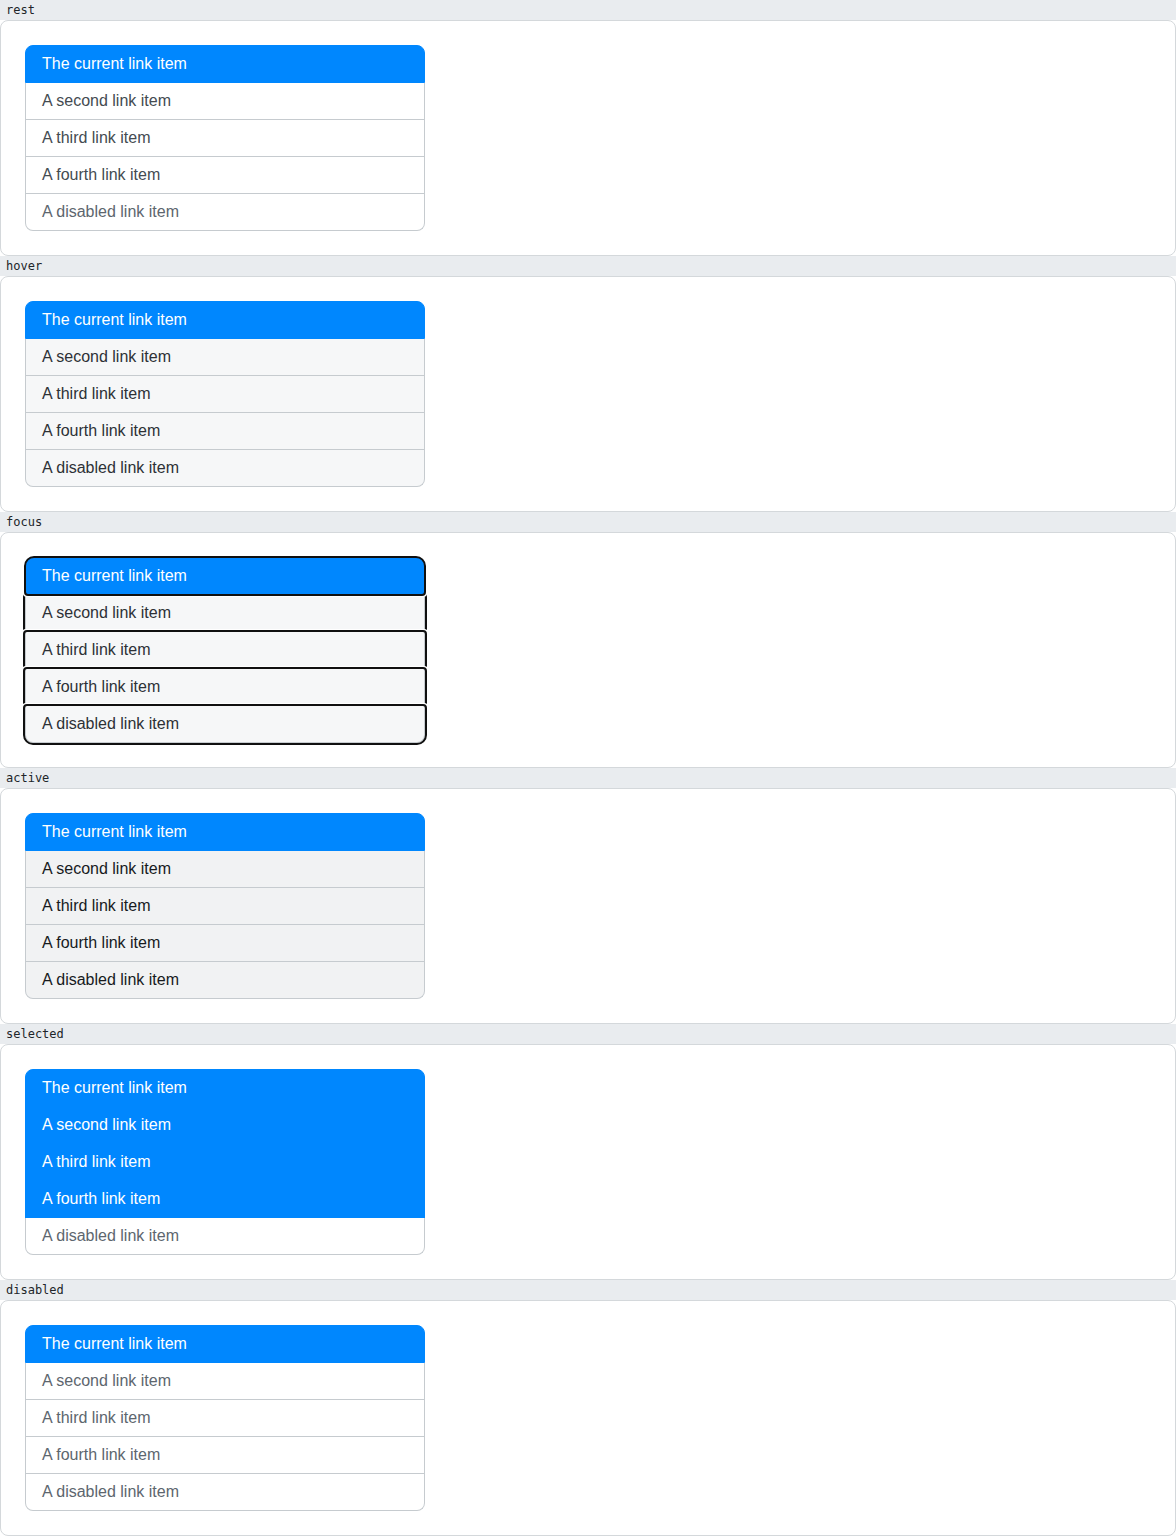 rest
The current link item
A second link item
A third link item
A fourth link item
A disabled link item
hover
The current link item
A second link item
A third link item
A fourth link item
A disabled link item
focus
The current link item
A second link item
A third link item
A fourth link item
A disabled link item
active
The current link item
A second link item
A third link item
A fourth link item
A disabled link item
selected
The current link item
A second link item
A third link item
A fourth link item
A disabled link item
disabled
The current link item
A second link item
A third link item
A fourth link item
A disabled link item